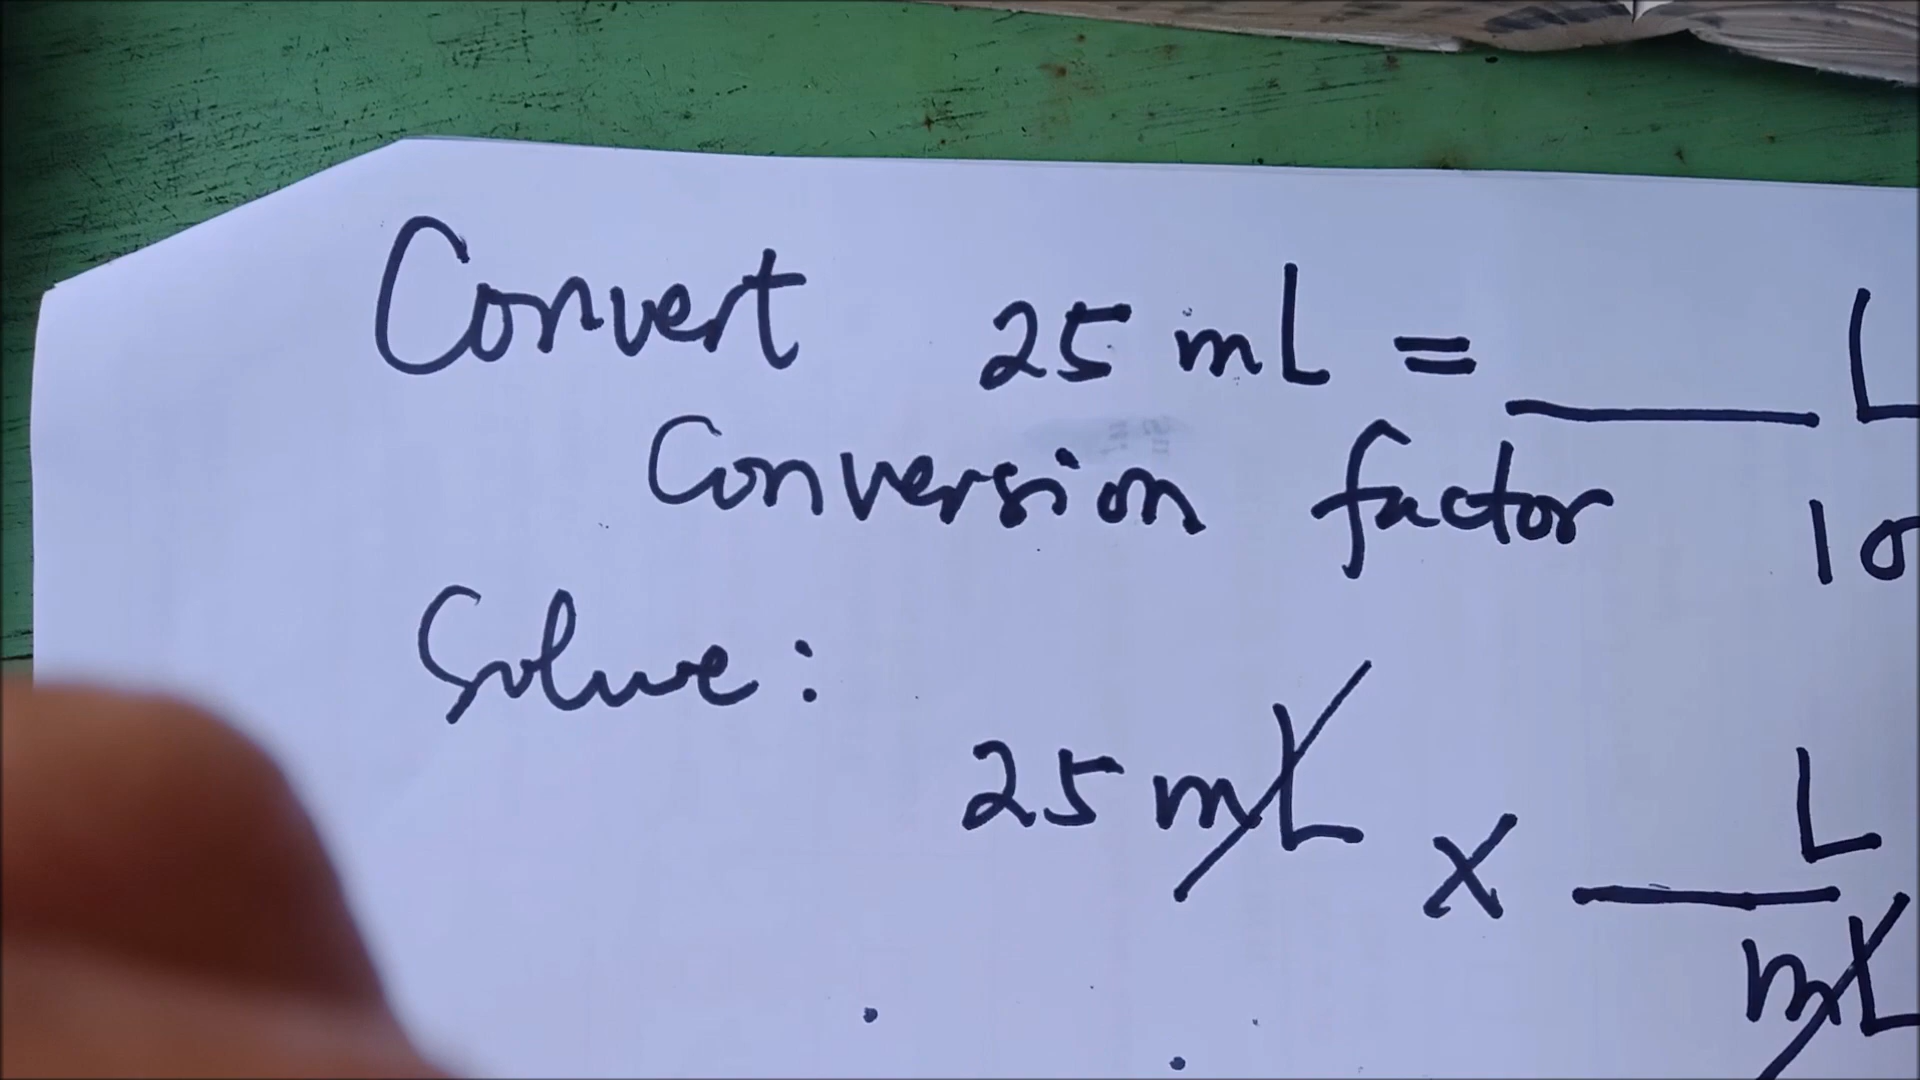 Convert 25 mL = ____ L
Conversion factor 10
Solve:
25 mL X L
mL